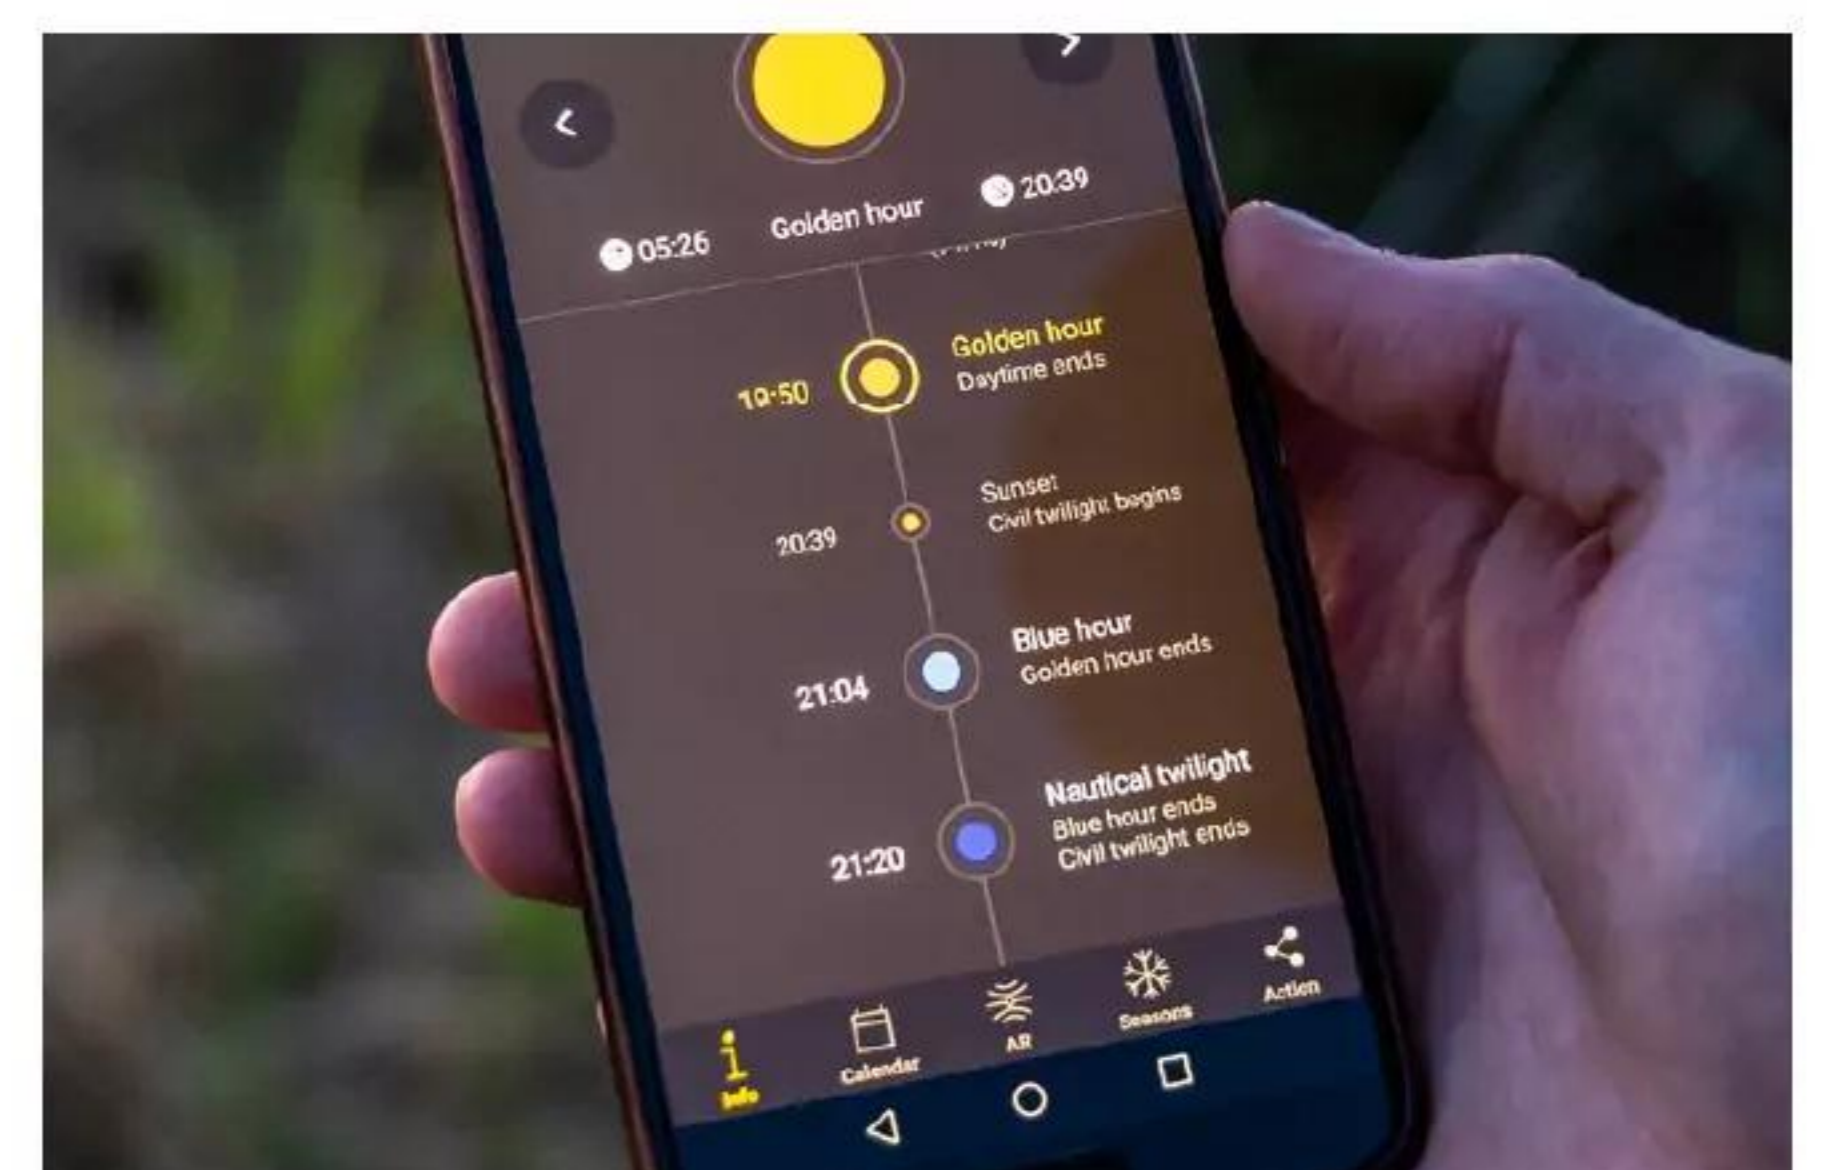 05:26
Golden hour
20:39
Golden hour
Daytime ends
19:50
Sunset
Civil twilight begins
20:39
Blue hour
Golden hour ends
21:04
Nautical twilight
Blue hour ends
Civil twilight ends
21:20
Info
Calendar
AR
Seasons
Action